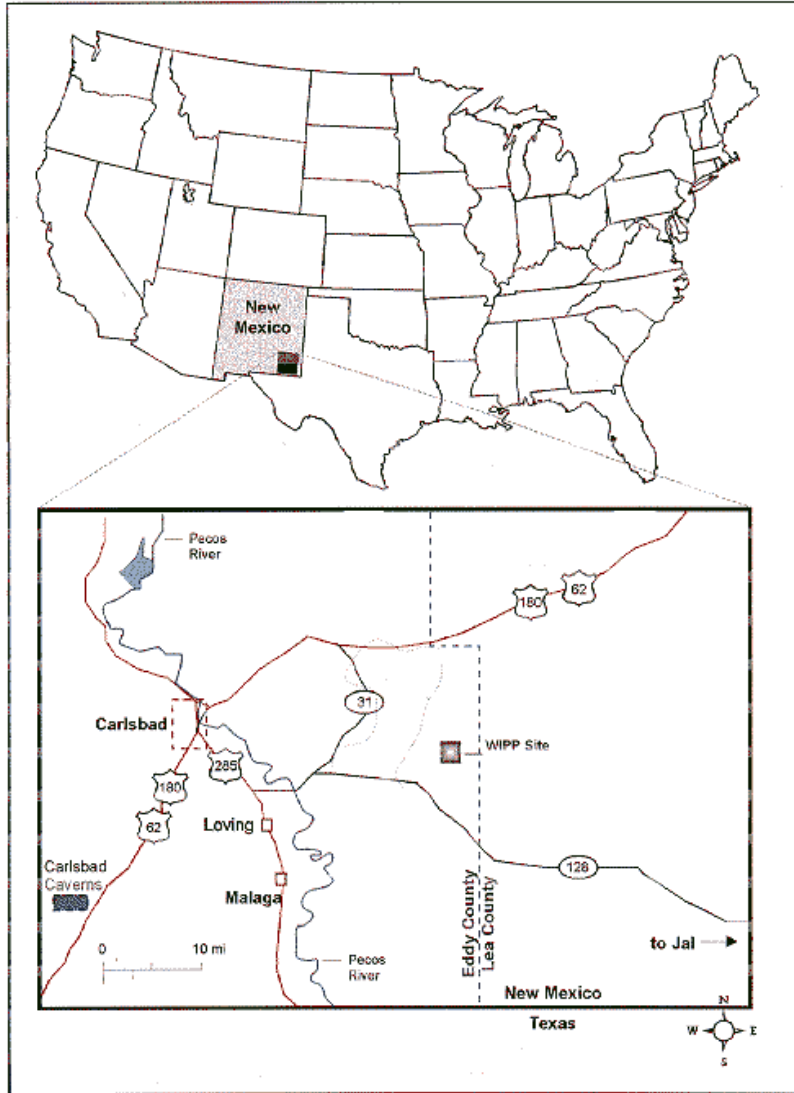 New
Mexico
Pecos
River
180
62
31
Carlsbad
WIPP Site
285
180
62
Loving
128
Carlsbad
Caverns
Malaga
Eddy County
Lea County
0 10 mi
to Jal
Pecos
River
New Mexico
Texas
N
W E
S